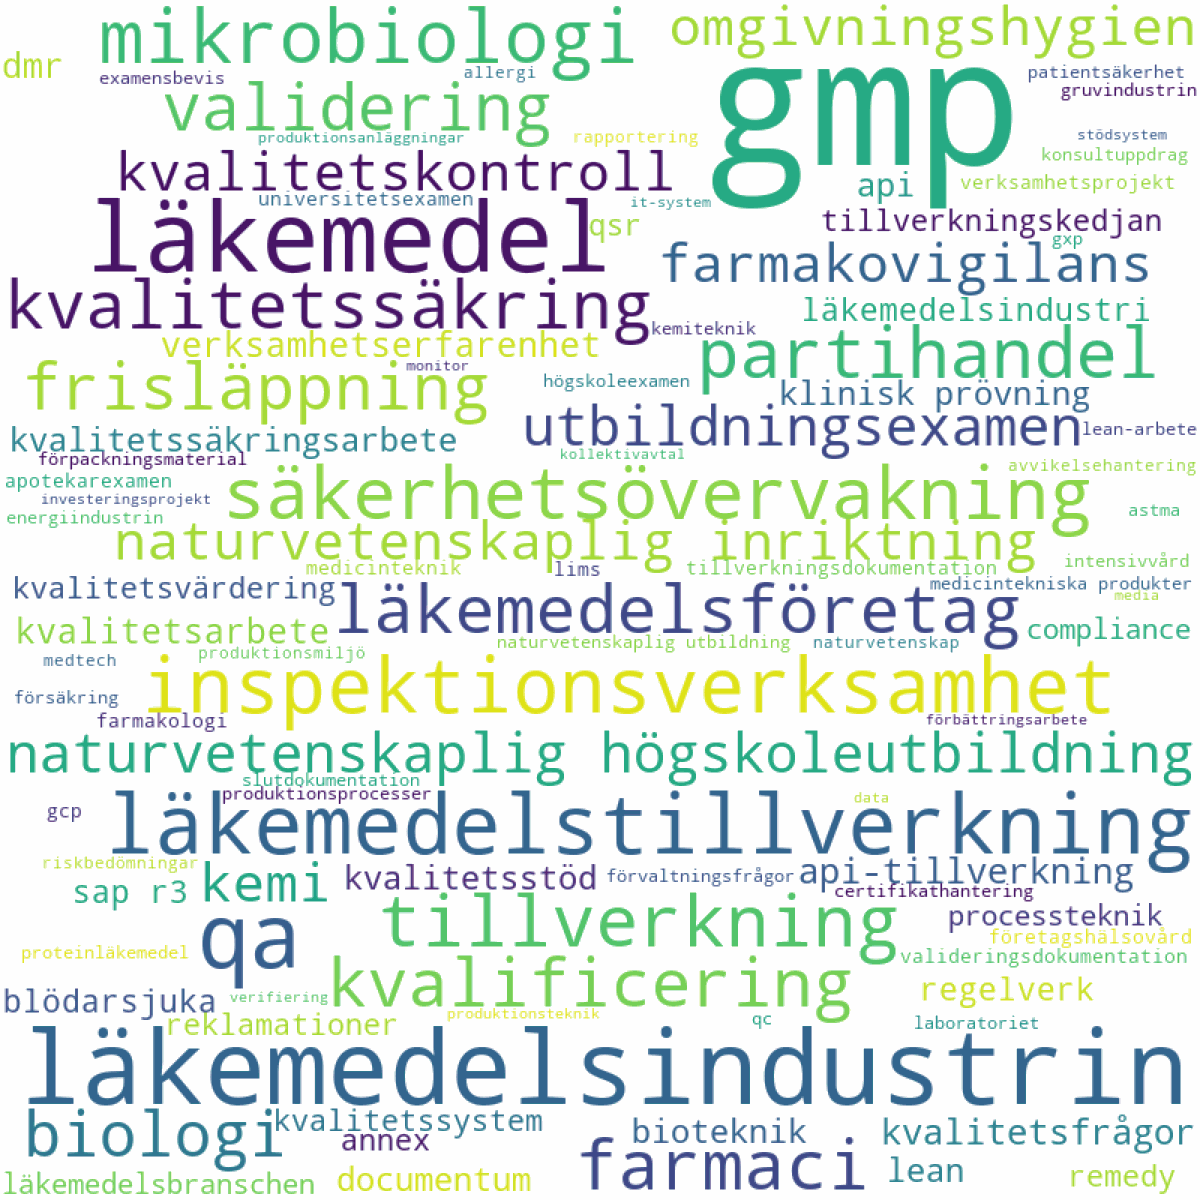 mikrobiologi
omgivningshygien
gmp
dmr
examensbevis
allergi
patientsäkerhet
gruvindustrin
validering
produktionsanläggningar
rapportering
stödsystem
konsultuppdrag
kvalitetskontroll
api
verksamhetsprojekt
universitetsexamen
it-system
läkemedel
qsr
tillverkningskedjan
gxp
farmakovigilans
kvalitetssäkring
läkemedelsindustri
kemiteknik
verksamhetserfarenhet
partihandel
monitor
frisläppning
högskoleexamen
klinisk prövning
utbildningsexamen
lean-arbete
kvalitetssäkringsarbete
kollektivavtal
förpackningsmaterial
avvikelsehantering
apotekarexamen
säkerhetsövervakning
investeringsprojekt
astma
energiindustrin
naturvetenskaplig inriktning
intensivvård
medicinteknik
lims
tillverkningsdokumentation
medicintekniska produkter
media
kvalitetsvärdering
läkemedelsföretag
kvalitetsarbete
compliance
naturvetenskaplig utbildning
naturvetenskap
produktionsmiljö
medtech
inspektionsverksamhet
försäkring
farmakologi
förbättringsarbete
naturvetenskaplig högskoleutbildning
slutdokumentation
produktionsprocesser
data
gcp
läkemedelstillverkning
riskbedömningar
sap r3
kemi
kvalitetsstöd
förvaltningsfrågor
api-tillverkning
certifikathantering
processteknik
tillverkning
qa
företagshälsovård
proteinläkemedel
valideringsdokumentation
kvalificering
regelverk
blödarsjuka
verifiering
produktionsteknik
reklamationer
qc
laboratoriet
läkemedelsindustrin
biologi
kvalitetssystem
annex
bioteknik
kvalitetsfrågor
farmaci
lean
remedy
läkemedelsbranschen
documentum